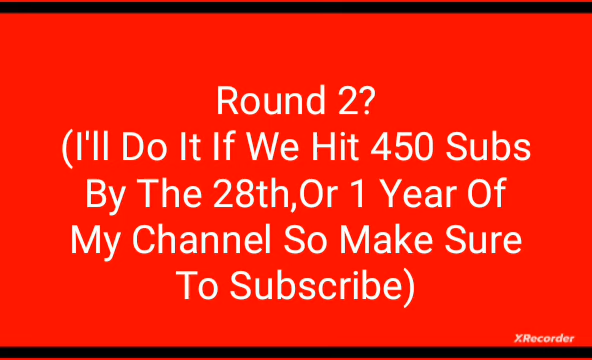 Round 2?
(I'll Do It If We Hit 450 Subs
By The 28th,Or 1 Year Of
My Channel So Make Sure
To Subscribe)
XRecorder